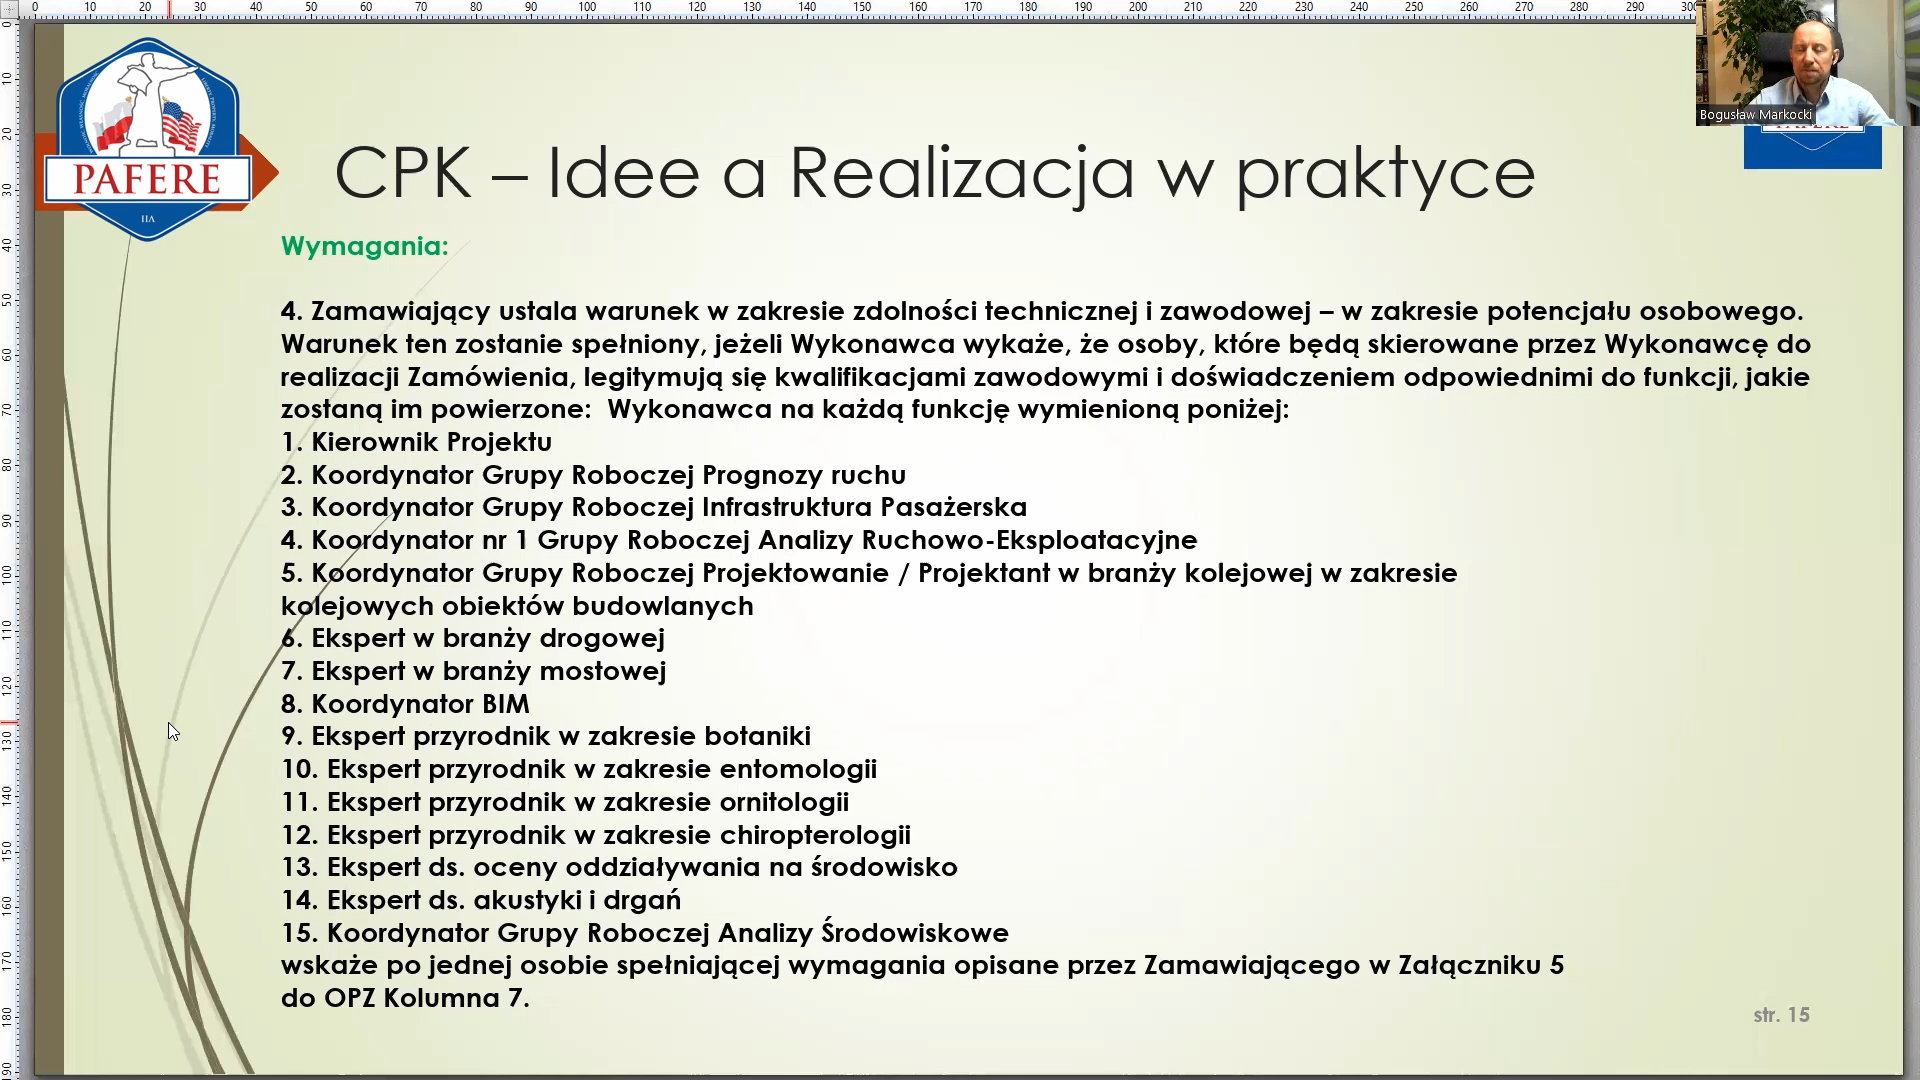 PAFERE
CPK – Idee a Realizacja w praktyce
Bogusław Markocki
Wymagania:
4. Zamawiający ustala warunek w zakresie zdolności technicznej i zawodowej – w zakresie potencjału osobowego.
Warunek ten zostanie spełniony, jeżeli Wykonawca wykaże, że osoby, które będą skierowane przez Wykonawcę do
realizacji Zamówienia, legitymują się kwalifikacjami zawodowymi i doświadczeniem odpowiednimi do funkcji, jakie
zostaną im powierzone: Wykonawca na każdą funkcję wymienioną poniżej:
1. Kierownik Projektu
2. Koordynator Grupy Roboczej Prognozy ruchu
3. Koordynator Grupy Roboczej Infrastruktura Pasażerska
4. Koordynator nr 1 Grupy Roboczej Analizy Ruchowo-Eksploatacyjne
5. Koordynator Grupy Roboczej Projektowanie / Projektant w branży kolejowej w zakresie
kolejowych obiektów budowlanych
6. Ekspert w branży drogowej
7. Ekspert w branży mostowej
8. Koordynator BIM
9. Ekspert przyrodnik w zakresie botaniki
10. Ekspert przyrodnik w zakresie entomologii
11. Ekspert przyrodnik w zakresie ornitologii
12. Ekspert przyrodnik w zakresie chiropterologii
13. Ekspert ds. oceny oddziaływania na środowisko
14. Ekspert ds. akustyki i drgań
15. Koordynator Grupy Roboczej Analizy Środowiskowe
wskaże po jednej osobie spełniającej wymagania opisane przez Zamawiającego w Załączniku 5
do OPZ Kolumna 7.
str. 15